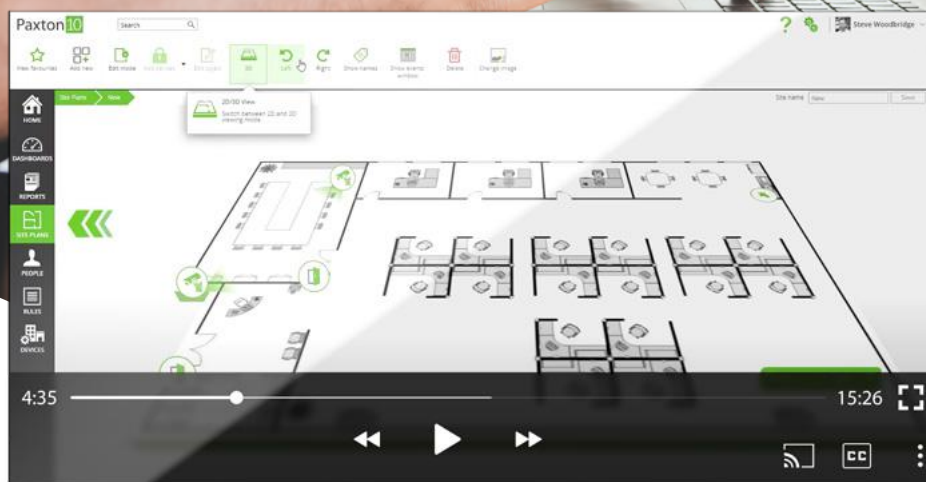 Paxton10
Search
Steve Woodbridge
View favourites
Add new
Edit mode
3D
Left
Right
Show names
Show events
window
Delete
Change image
2D/3D View
Switch between 2D and 3D
viewing mode
Site Plans
New
Site name
New
Save
HOME
DASHBOARDS
REPORTS
SITE PLANS
PEOPLE
RULES
DEVICES
4:35
15:26
CC